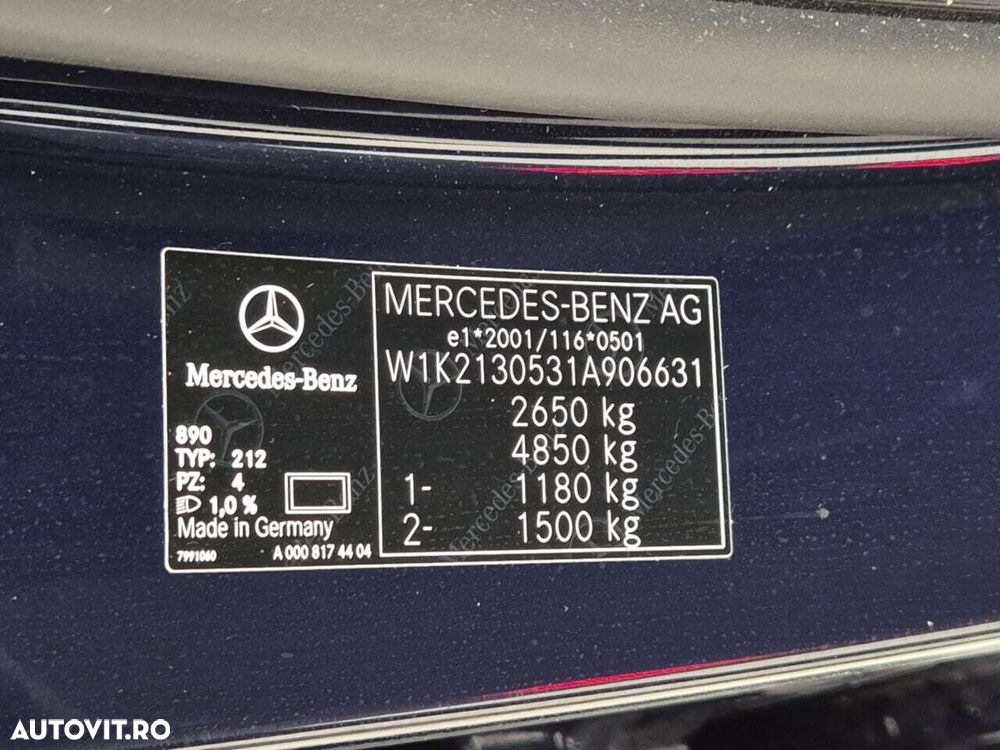 Mercedes-Benz
890
TYP: 212
PZ: 4
1,0 %
Made in Germany
7991060
A 000 817 44 04
MERCEDES-BENZ AG
e1*2001/116*0501
W1K2130531A906631
2650 kg
4850 kg
1- 1180 kg
2- 1500 kg
AUTOVIT.RO